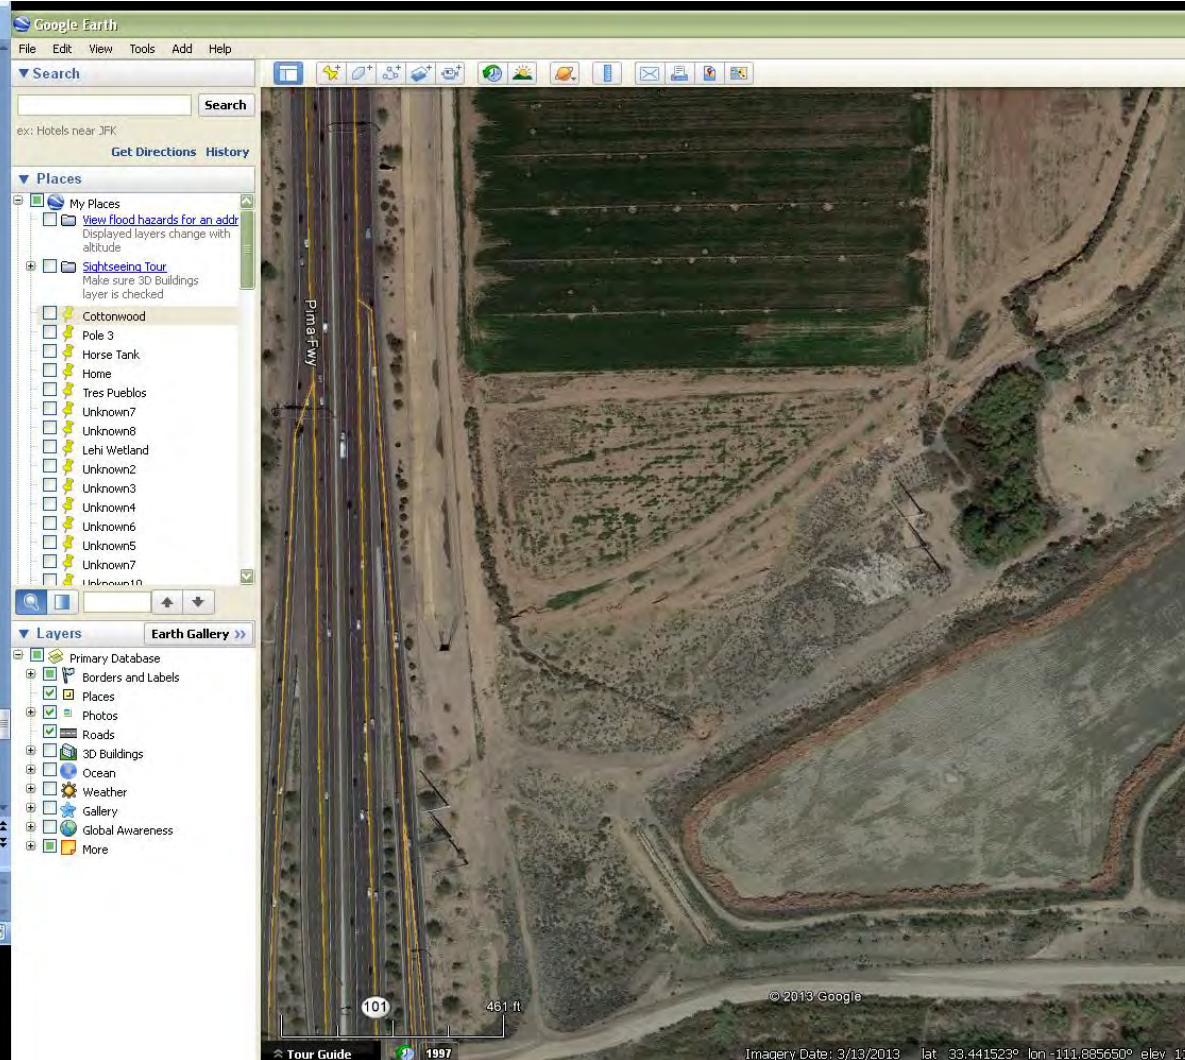 Google Earth
File Edit View Tools Add Help
Search
Search
ex: Hotels near JFK
Get Directions History
Places
My Places
View flood hazards for an addr
Displayed layers change with
altitude
Sightseeing Tour
Make sure 3D Buildings
layer is checked
Cottonwood
Pole 3
Horse Tank
Home
Tres Pueblos
Unknown7
Unknown8
Lehi Wetland
Unknown2
Unknown3
Unknown4
Unknown6
Unknown5
Unknown7
Unknown10
Layers
Earth Gallery »
Primary Database
Borders and Labels
Places
Photos
Roads
3D Buildings
Ocean
Weather
Gallery
Global Awareness
More
Pima Fwy
101
461 ft
© 2013 Google
Tour Guide
1997
Imagery Date: 3/13/2013 lat 33.441523° lon -111.885650° elev